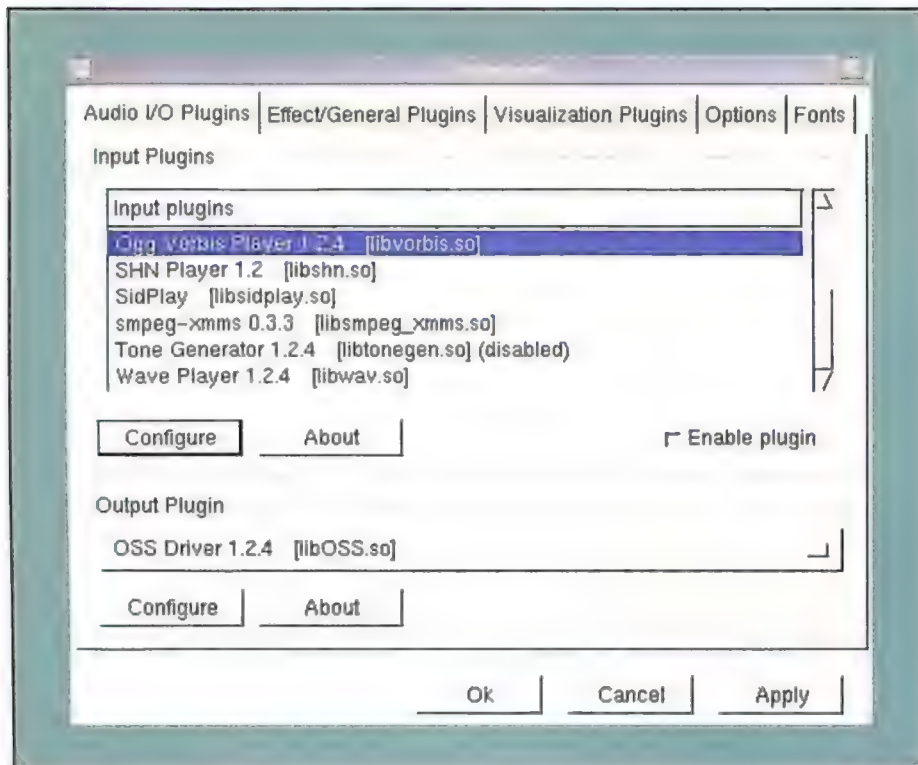 Audio I/O Plugins Effect/General Plugins Visualization Plugins Options Fonts
Input Plugins
Input plugins
Ogg Vorbis Player 1.2.4 [libvorbis.so]
SHN Player 1.2 [libshn.so]
SidPlay [libsidplay.so]
smpeg-xmms 0.3.3 [libsmpeg_xmms.so]
Tone Generator 1.2.4 [libtonegen.so] (disabled)
Wave Player 1.2.4 [libwav.so]
Configure About Enable plugin
Output Plugin
OSS Driver 1.2.4 [libOSS.so]
Configure About
Ok Cancel Apply